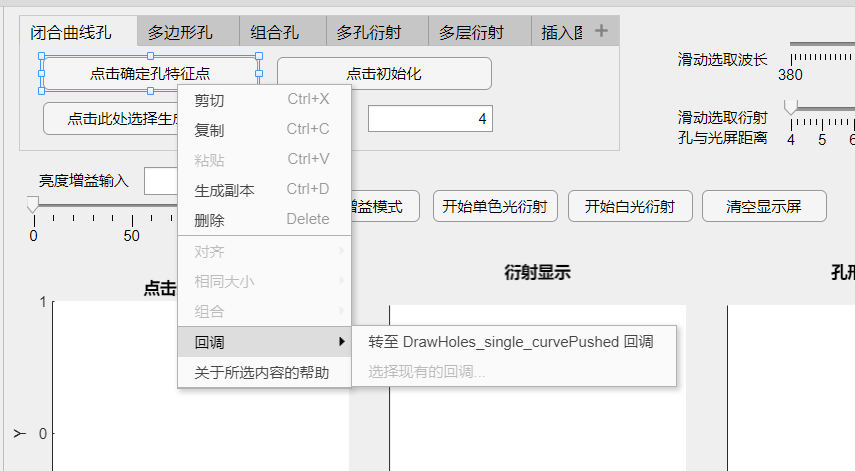 闭合曲线孔 多边形孔 组合孔 多孔衍射 多层衍射 插入图 +
点击确定孔特征点 点击初始化
滑动选取波长
380
剪切 Ctrl+X
复制 Ctrl+C
粘贴 Ctrl+V
生成副本 Ctrl+D
删除 Delete
对齐
相同大小
组合
回调
关于所选内容的帮助
转至 DrawHoles_single_curvePushed 回调
选择现有的回调...
点击此处选择生 4
滑动选取衍射
孔与光屏距离
4 5 6
亮度增益输入
增益模式 开始单色光衍射 开始白光衍射 清空显示屏
0 50
点击 衍射显示 孔形
1
Y 0